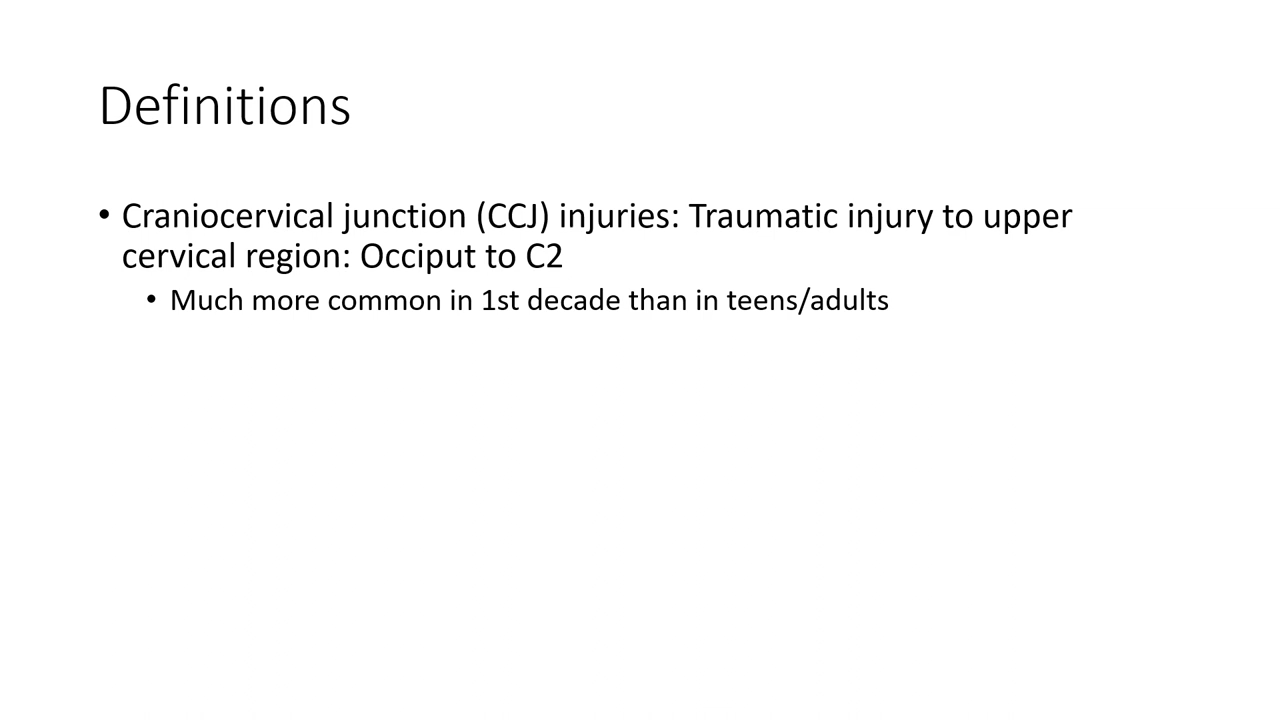 Definitions
• Craniocervical junction (CCJ) injuries: Traumatic injury to upper
cervical region: Occiput to C2
• Much more common in 1st decade than in teens/adults